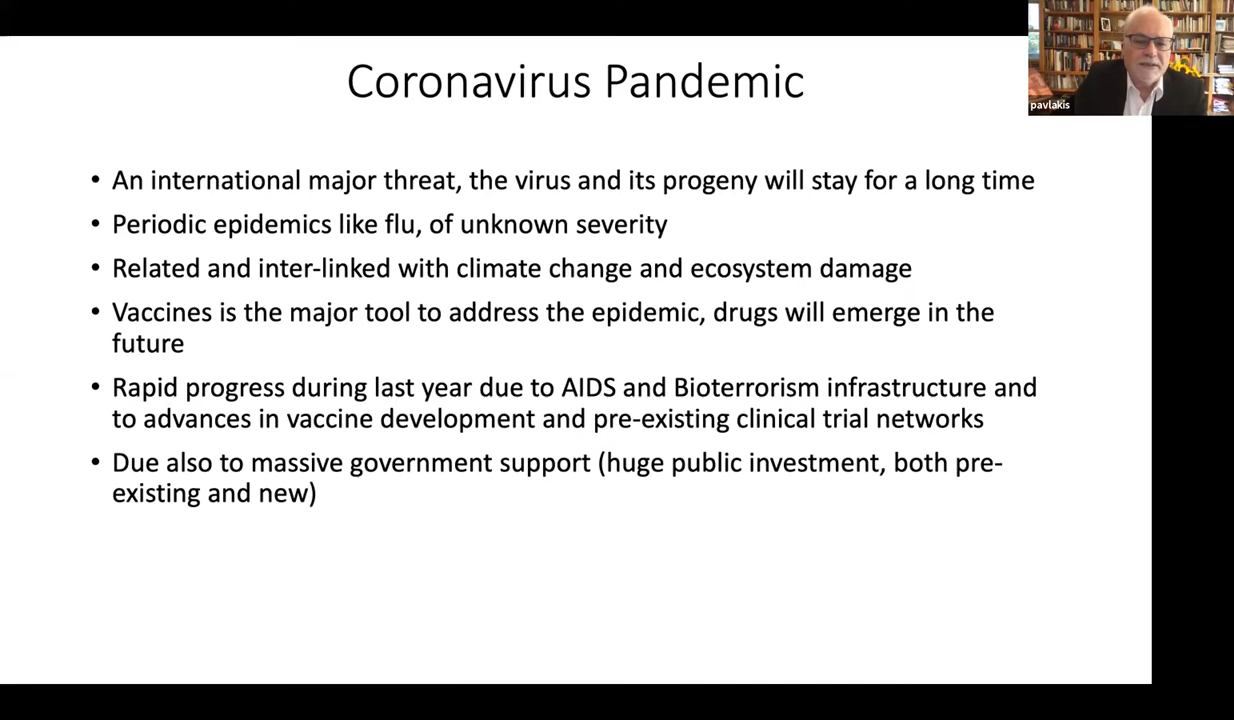 Coronavirus Pandemic
pavlakis
• An international major threat, the virus and its progeny will stay for a long time
• Periodic epidemics like flu, of unknown severity
• Related and inter-linked with climate change and ecosystem damage
• Vaccines is the major tool to address the epidemic, drugs will emerge in the
future
• Rapid progress during last year due to AIDS and Bioterrorism infrastructure and
to advances in vaccine development and pre-existing clinical trial networks
• Due also to massive government support (huge public investment, both pre-
existing and new)